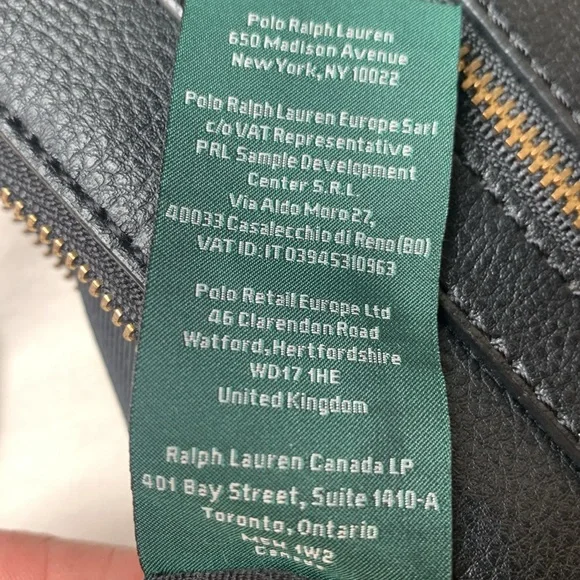 Polo Ralph Lauren
650 Madison Avenue
New York, NY 10022
Polo Ralph Lauren Europe Sarl
c/o VAT Representative
PRL Sample Development
Center S.R.L.
Via Aldo Moro 27,
40033 Casalecchio di Reno (BO)
VAT ID: IT 03945310963
Polo Retail Europe Ltd
46 Clarendon Road
Watford, Hertfordshire
WD17 1HE
United Kingdom
Ralph Lauren Canada LP
401 Bay Street, Suite 1410-A
Toronto, Ontario
1W2
Canada